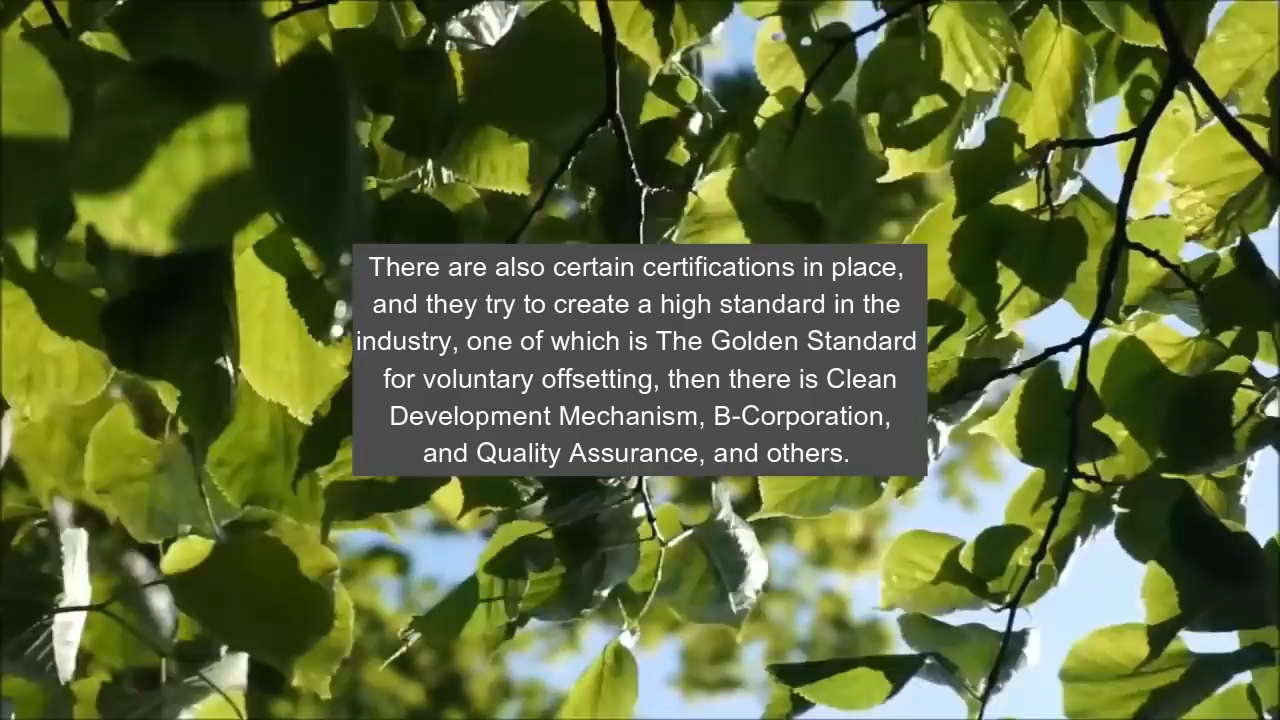 There are also certain certifications in place,
and they try to create a high standard in the
industry, one of which is The Golden Standard
for voluntary offsetting, then there is Clean
Development Mechanism, B-Corporation,
and Quality Assurance, and others.